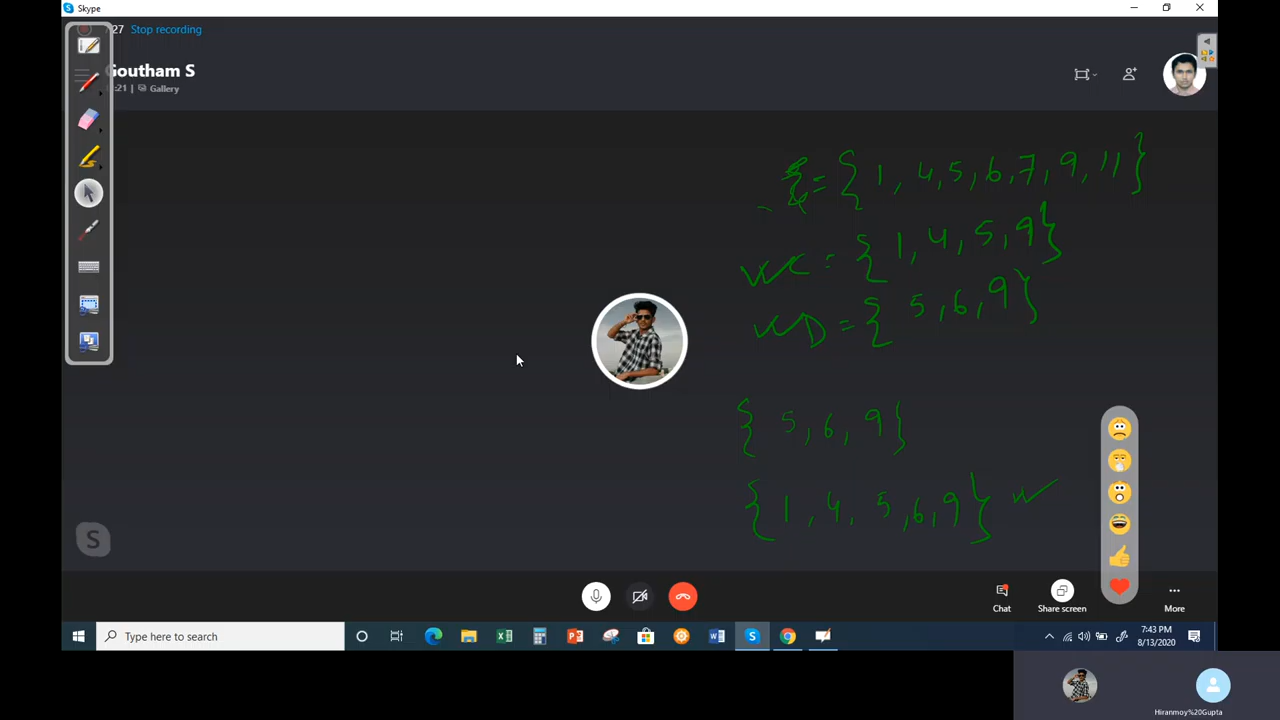 Skype
27 Stop recording
Goutham S
:21 | Gallery
ξ = { 1, 4, 5, 6, 7, 9, 11 }
C = { 1, 4, 5, 9 }
D = { 5, 6, 9 }
{ 5, 6, 9 }
{ 1, 4, 5, 6, 9 } ✓
S
Chat
Share screen
More
Type here to search
7:43 PM
8/13/2020
Hiranmoy%20Gupta